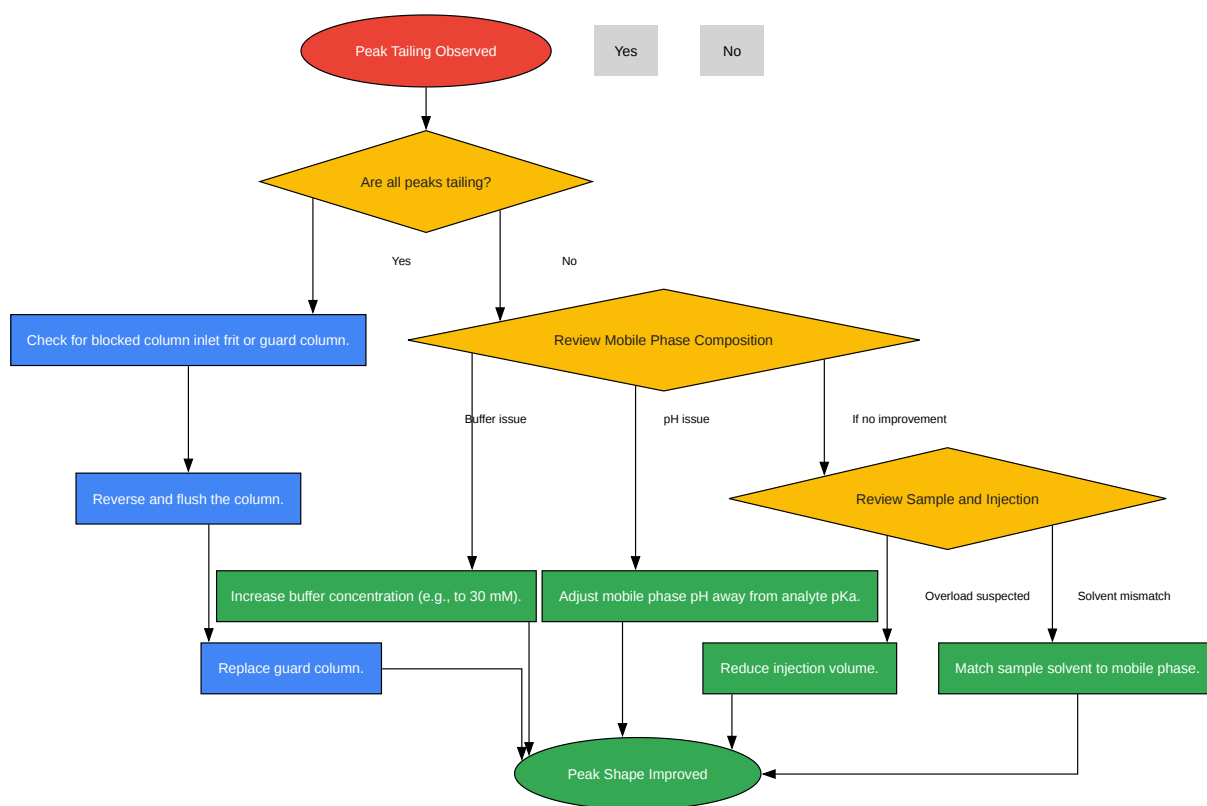 Peak Tailing Observed
Yes
No
Are all peaks tailing?
Yes
No
Check for blocked column inlet frit or guard column.
Review Mobile Phase Composition
Buffer issue
pH issue
If no improvement
Reverse and flush the column.
Review Sample and Injection
Increase buffer concentration (e.g., to 30 mM).
Adjust mobile phase pH away from analyte pKa.
Overload suspected
Solvent mismatch
Replace guard column.
Reduce injection volume.
Match sample solvent to mobile phase.
Peak Shape Improved